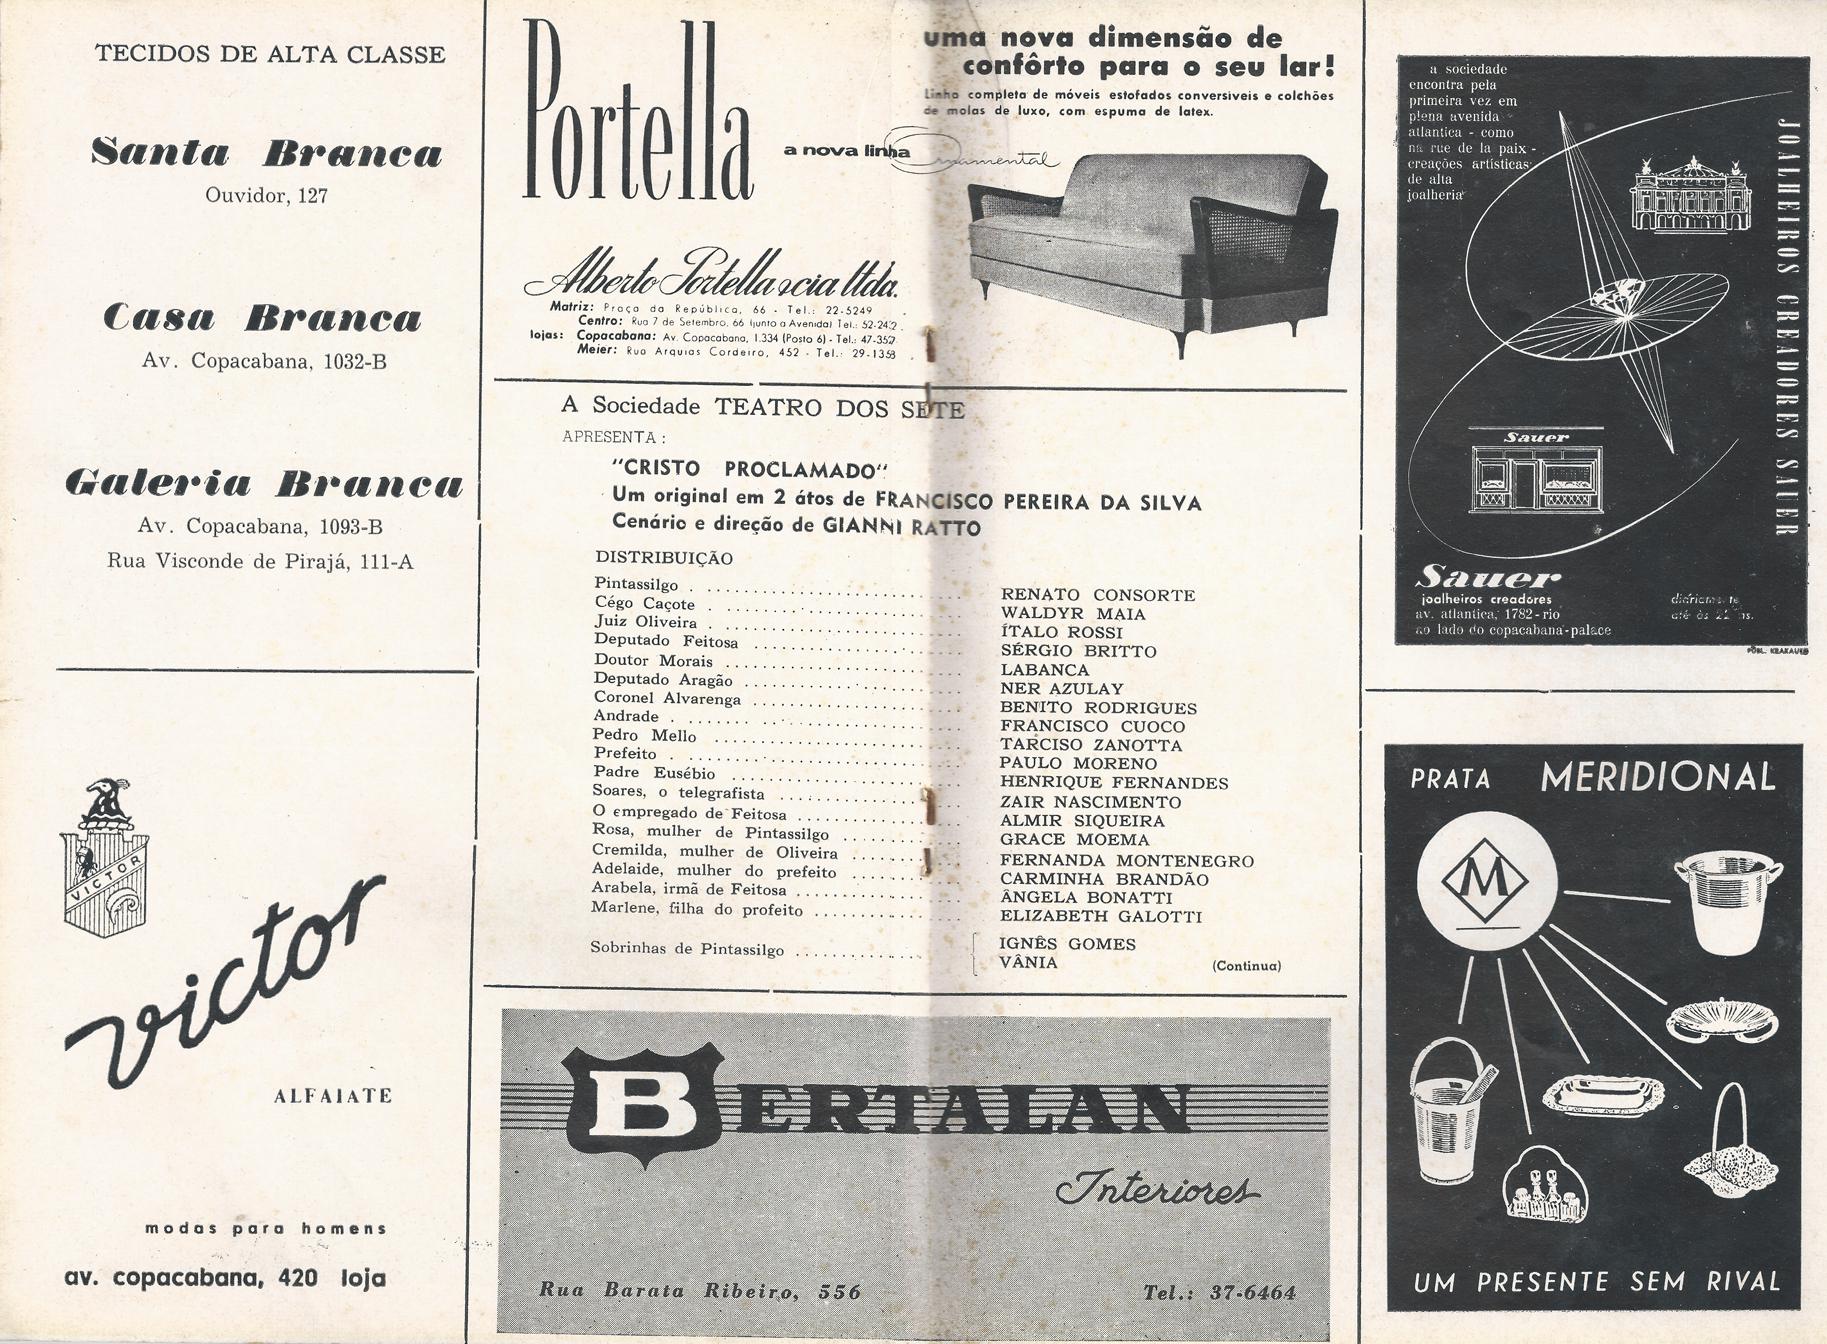 TECIDOS DE ALTA CLASSE
Santa Branca
Ouvidor, 127
Casa Branca
Av. Copacabana, 1032-B
Galeria Branca
Av. Copacabana, 1093-B
Rua Visconde de Pirajá, 111-A
VICTOR
victor
ALFAIATE
modas para homens
av. copacabana, 420 loja
Portella
uma nova dimensão de
confôrto para o seu lar!
Linha completa de móveis estofados conversiveis e colchões
de molas de luxo, com espuma de latex.
a nova linha Ornamental
Alberto Portella & cia ltda.
Matriz: Praça da República, 66 - Tel.: 22-5249
Centro: Rua 7 de Setembro, 66 (junto a Avenida) Tel.: 52-242
lojas: Copacabana: Av. Copacabana, 1.334 (Posto 6) - Tel.: 47-352
Meier: Rua Arquias Cordeiro, 452 - Tel.: 29-1358
A Sociedade TEATRO DOS SETE
APRESENTA:
"CRISTO PROCLAMADO"
Um original em 2 átos de FRANCISCO PEREIRA DA SILVA
Cenário e direção de GIANNI RATTO
DISTRIBUIÇÃO
Pintassilgo . . . . . . . . . . RENATO CONSORTE
Cégo Caçote . . . . . . . . . . WALDYR MAIA
Juiz Oliveira . . . . . . . . . . ÍTALO ROSSI
Deputado Feitosa . . . . . . . . . . SÉRGIO BRITTO
Doutor Morais . . . . . . . . . . LABANCA
Deputado Aragão . . . . . . . . . . NER AZULAY
Coronel Alvarenga . . . . . . . . . . BENITO RODRIGUES
Andrade . . . . . . . . . . FRANCISCO CUOCO
Pedro Mello . . . . . . . . . . TARCISO ZANOTTA
Prefeito . . . . . . . . . . PAULO MORENO
Padre Eusébio . . . . . . . . . . HENRIQUE FERNANDES
Soares, o telegrafista . . . . . . . . . . ZAIR NASCIMENTO
O empregado de Feitosa . . . . . . . . . . ALMIR SIQUEIRA
Rosa, mulher de Pintassilgo . . . . . . . . . . GRACE MOEMA
Cremilda, mulher de Oliveira . . . . . . . . . . FERNANDA MONTENEGRO
Adelaide, mulher do prefeito . . . . . . . . . . CARMINHA BRANDÃO
Arabela, irmã de Feitosa . . . . . . . . . . ÂNGELA BONATTI
Marlene, filha do profeito . . . . . . . . . . ELIZABETH GALOTTI
Sobrinhas de Pintassilgo . . . . . . . . . . IGNÊS GOMES
VÂNIA
(Continua)
BERTALAN
Interiores
Rua Barata Ribeiro, 556
Tel.: 37-6464
a sociedade
encontra pela
primeira vez em
plena avenida
atlantica - como
na rue de la paix -
creações artísticas
de alta
joalheria
JOALHEIROS CREADORES SAUER
Sauer
Sauer
joalheiros creadores
av. atlantica, 1782 - rio
ao lado do copacabana-palace
diáriamente
até às 22 hs.
PUBL. KRAKAUER
PRATA MERIDIONAL
M
UM PRESENTE SEM RIVAL